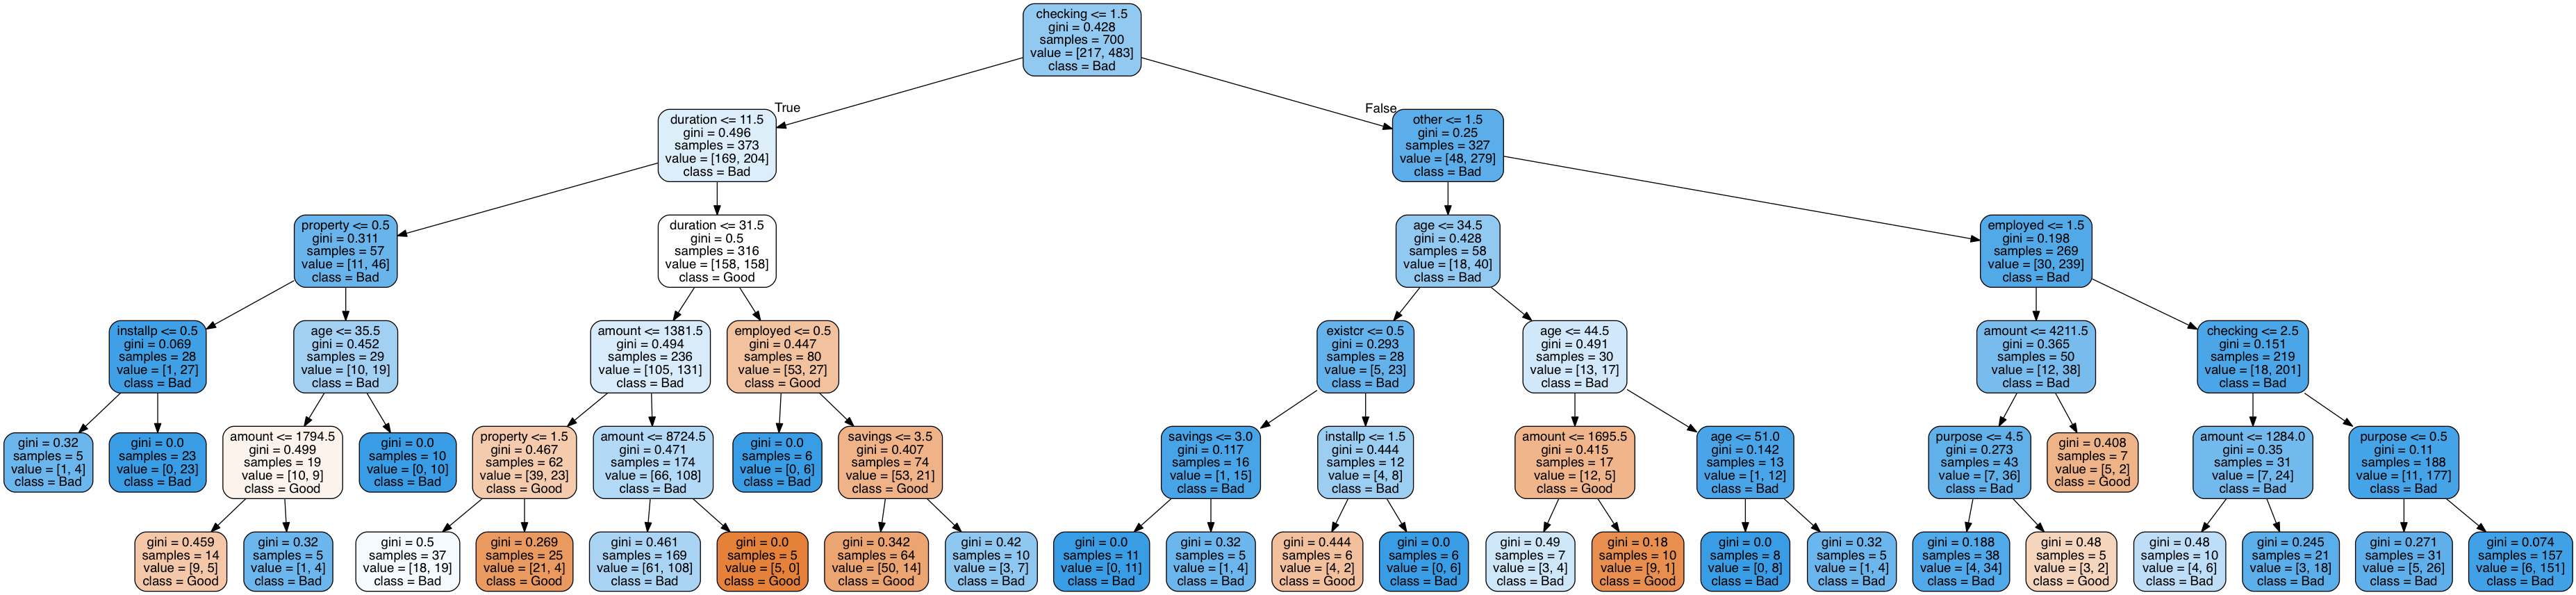 checking <= 1.5
gini = 0.428
samples = 700
value = [217, 483]
class = Bad
True
False
duration <= 11.5
gini = 0.496
samples = 373
value = [169, 204]
class = Bad
other <= 1.5
gini = 0.25
samples = 327
value = [48, 279]
class = Bad
property <= 0.5
gini = 0.311
samples = 57
value = [11, 46]
class = Bad
duration <= 31.5
gini = 0.5
samples = 316
value = [158, 158]
class = Good
age <= 34.5
gini = 0.428
samples = 58
value = [18, 40]
class = Bad
employed <= 1.5
gini = 0.198
samples = 269
value = [30, 239]
class = Bad
installp <= 0.5
gini = 0.069
samples = 28
value = [1, 27]
class = Bad
age <= 35.5
gini = 0.452
samples = 29
value = [10, 19]
class = Bad
amount <= 1381.5
gini = 0.494
samples = 236
value = [105, 131]
class = Bad
employed <= 0.5
gini = 0.447
samples = 80
value = [53, 27]
class = Good
existcr <= 0.5
gini = 0.293
samples = 28
value = [5, 23]
class = Bad
age <= 44.5
gini = 0.491
samples = 30
value = [13, 17]
class = Bad
amount <= 4211.5
gini = 0.365
samples = 50
value = [12, 38]
class = Bad
checking <= 2.5
gini = 0.151
samples = 219
value = [18, 201]
class = Bad
gini = 0.32
samples = 5
value = [1, 4]
class = Bad
gini = 0.0
samples = 23
value = [0, 23]
class = Bad
amount <= 1794.5
gini = 0.499
samples = 19
value = [10, 9]
class = Good
gini = 0.0
samples = 10
value = [0, 10]
class = Bad
property <= 1.5
gini = 0.467
samples = 62
value = [39, 23]
class = Good
amount <= 8724.5
gini = 0.471
samples = 174
value = [66, 108]
class = Bad
gini = 0.0
samples = 6
value = [0, 6]
class = Bad
savings <= 3.5
gini = 0.407
samples = 74
value = [53, 21]
class = Good
savings <= 3.0
gini = 0.117
samples = 16
value = [1, 15]
class = Bad
installp <= 1.5
gini = 0.444
samples = 12
value = [4, 8]
class = Bad
amount <= 1695.5
gini = 0.415
samples = 17
value = [12, 5]
class = Good
age <= 51.0
gini = 0.142
samples = 13
value = [1, 12]
class = Bad
purpose <= 4.5
gini = 0.273
samples = 43
value = [7, 36]
class = Bad
gini = 0.408
samples = 7
value = [5, 2]
class = Good
amount <= 1284.0
gini = 0.35
samples = 31
value = [7, 24]
class = Bad
purpose <= 0.5
gini = 0.11
samples = 188
value = [11, 177]
class = Bad
gini = 0.459
samples = 14
value = [9, 5]
class = Good
gini = 0.32
samples = 5
value = [1, 4]
class = Bad
gini = 0.5
samples = 37
value = [18, 19]
class = Bad
gini = 0.269
samples = 25
value = [21, 4]
class = Good
gini = 0.461
samples = 169
value = [61, 108]
class = Bad
gini = 0.0
samples = 5
value = [5, 0]
class = Good
gini = 0.342
samples = 64
value = [50, 14]
class = Good
gini = 0.42
samples = 10
value = [3, 7]
class = Bad
gini = 0.0
samples = 11
value = [0, 11]
class = Bad
gini = 0.32
samples = 5
value = [1, 4]
class = Bad
gini = 0.444
samples = 6
value = [4, 2]
class = Good
gini = 0.0
samples = 6
value = [0, 6]
class = Bad
gini = 0.49
samples = 7
value = [3, 4]
class = Bad
gini = 0.18
samples = 10
value = [9, 1]
class = Good
gini = 0.0
samples = 8
value = [0, 8]
class = Bad
gini = 0.32
samples = 5
value = [1, 4]
class = Bad
gini = 0.188
samples = 38
value = [4, 34]
class = Bad
gini = 0.48
samples = 5
value = [3, 2]
class = Good
gini = 0.48
samples = 10
value = [4, 6]
class = Bad
gini = 0.245
samples = 21
value = [3, 18]
class = Bad
gini = 0.271
samples = 31
value = [5, 26]
class = Bad
gini = 0.074
samples = 157
value = [6, 151]
class = Bad